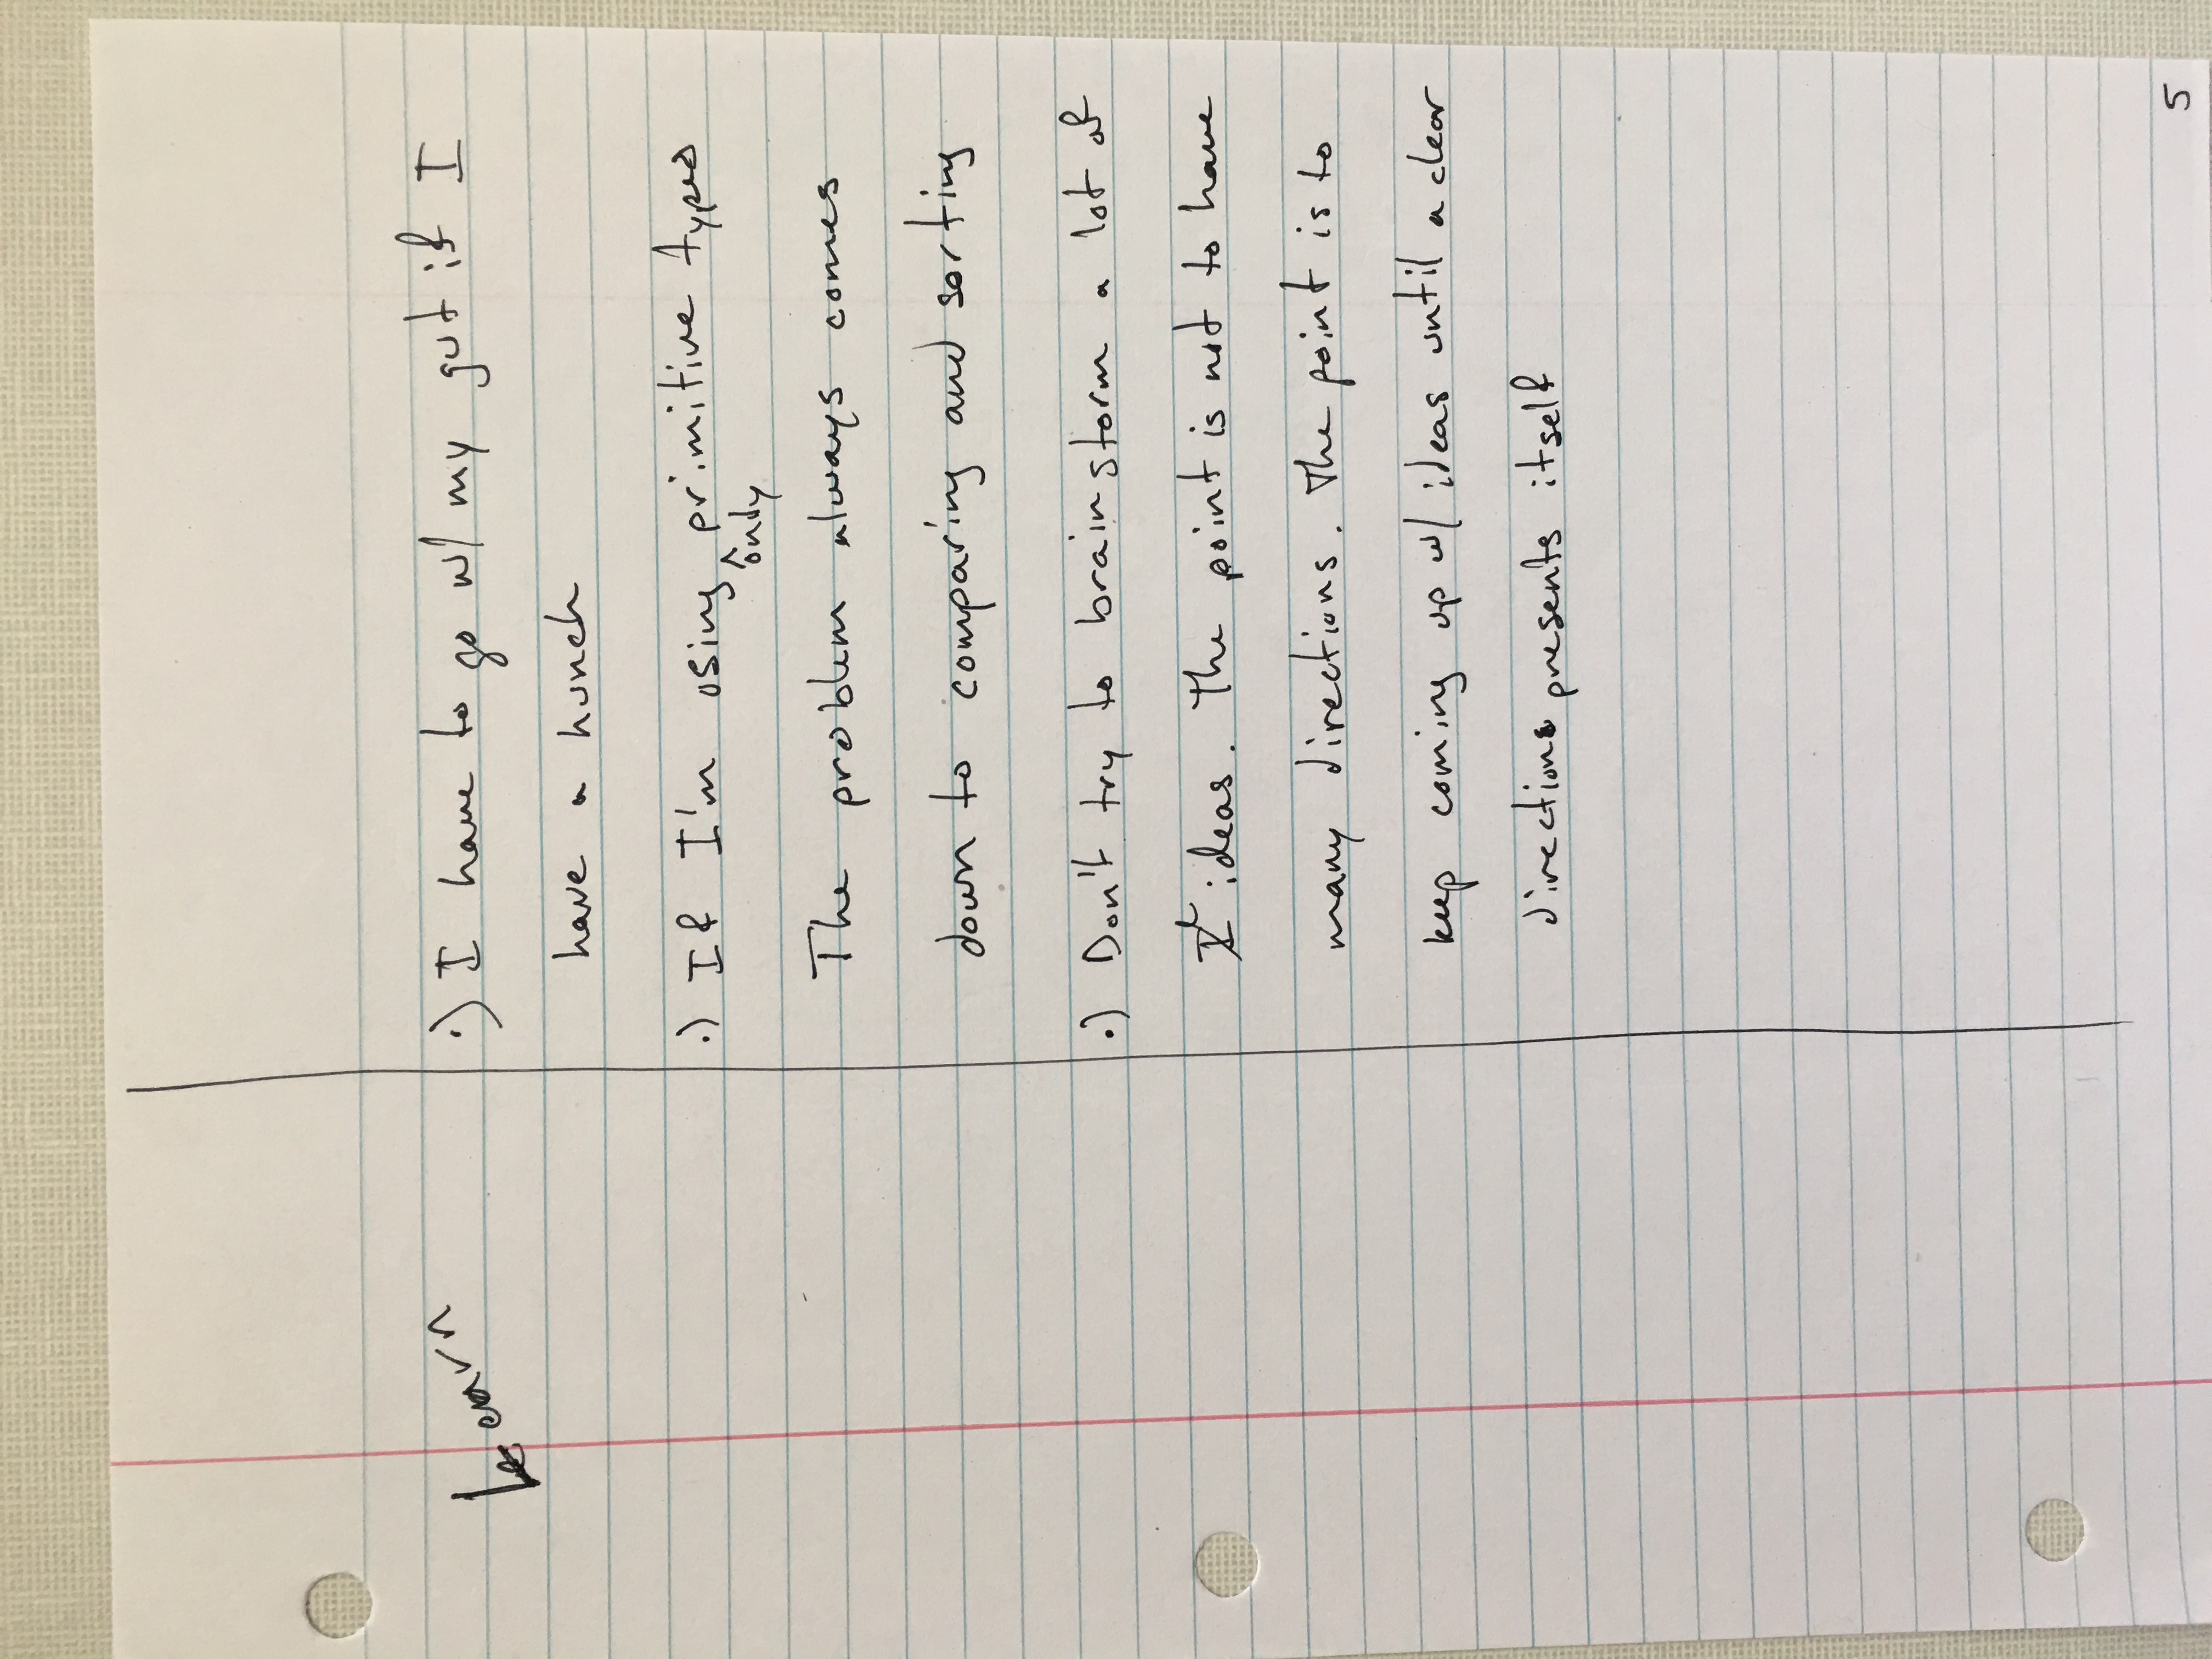 Learn
.) I have to go w/ my gut if I
have a hunch
.) If I'm using primitive types
^only
The problem always comes
down to comparing and sorting
.) Don't try to brainstorm a lot of
ideas. The point is not to have
many directions. The point is to
keep coming up w/ ideas until a clear
direction presents itself
5